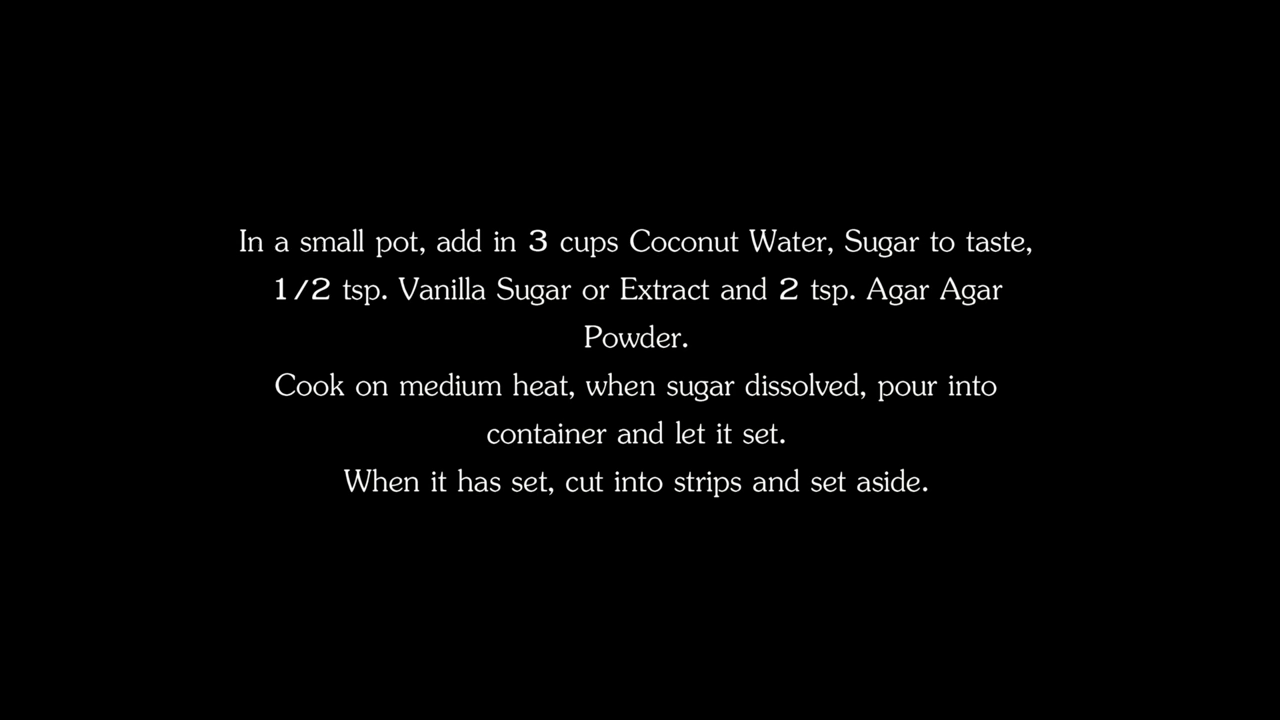 In a small pot, add in 3 cups Coconut Water, Sugar to taste,
1/2 tsp. Vanilla Sugar or Extract and 2 tsp. Agar Agar
Powder.
Cook on medium heat, when sugar dissolved, pour into
container and let it set.
When it has set, cut into strips and set aside.